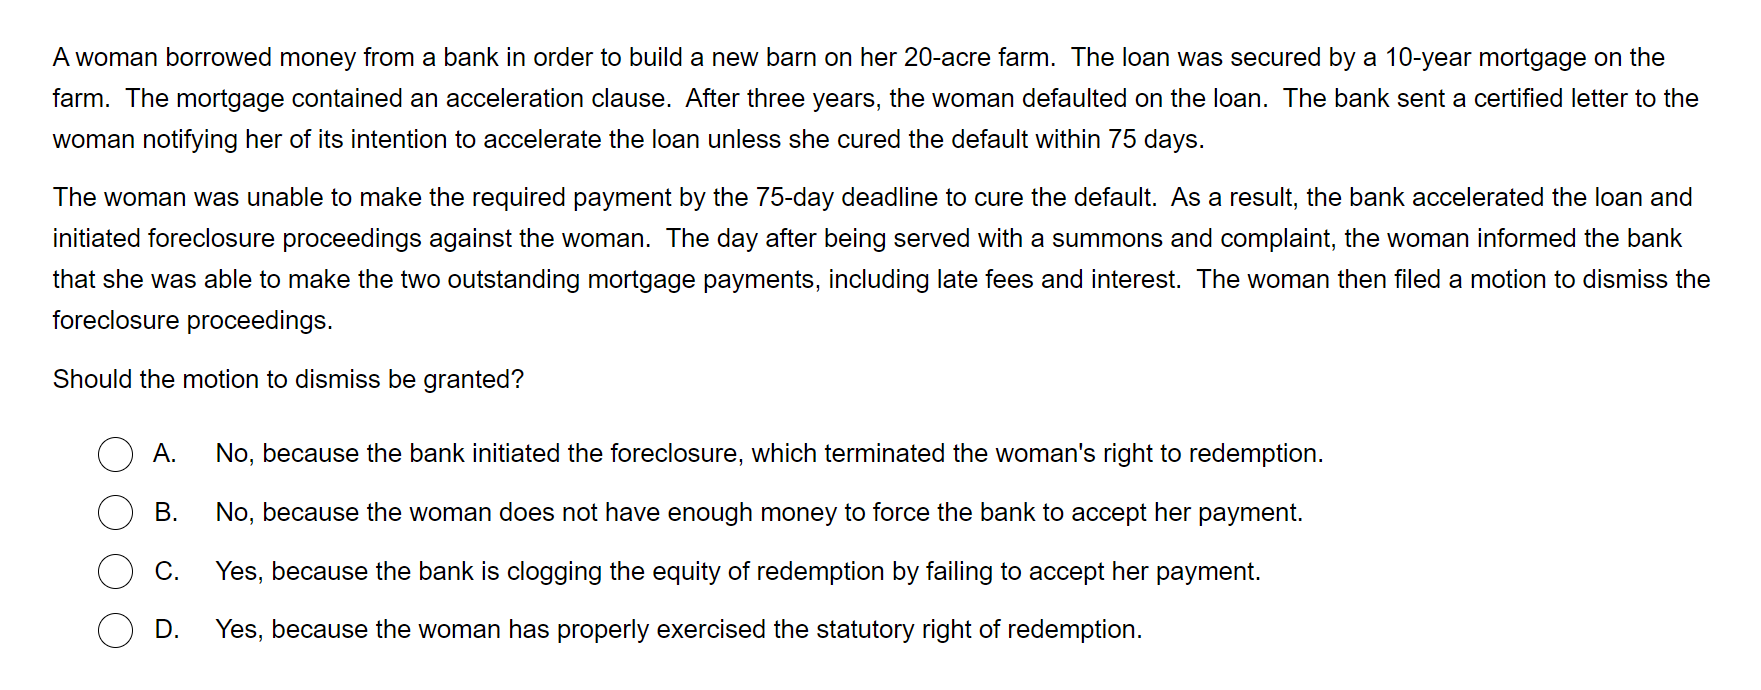 A woman borrowed money from a bank in order to build a new barn on her 20-acre farm.  The loan was secured by a 10-year mortgage on the
farm.  The mortgage contained an acceleration clause.  After three years, the woman defaulted on the loan.  The bank sent a certified letter to the
woman notifying her of its intention to accelerate the loan unless she cured the default within 75 days.
The woman was unable to make the required payment by the 75-day deadline to cure the default.  As a result, the bank accelerated the loan and
initiated foreclosure proceedings against the woman.  The day after being served with a summons and complaint, the woman informed the bank
that she was able to make the two outstanding mortgage payments, including late fees and interest.  The woman then filed a motion to dismiss the
foreclosure proceedings.
Should the motion to dismiss be granted?
A. No, because the bank initiated the foreclosure, which terminated the woman's right to redemption.
B. No, because the woman does not have enough money to force the bank to accept her payment.
C. Yes, because the bank is clogging the equity of redemption by failing to accept her payment.
D. Yes, because the woman has properly exercised the statutory right of redemption.